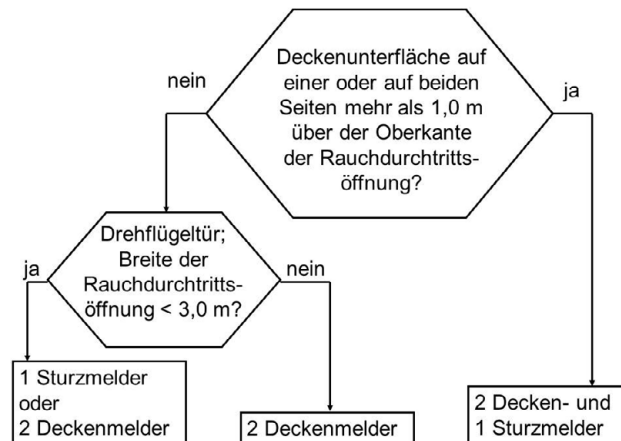 Deckenunterfläche auf
einer oder auf beiden
Seiten mehr als 1,0 m
über der Oberkante
der Rauchdurchtritts-
öffnung?
nein
ja
Drehflügeltür;
Breite der
Rauchdurchtritts-
öffnung < 3,0 m?
ja
nein
1 Sturzmelder
oder
2 Deckenmelder
2 Deckenmelder
2 Decken- und
1 Sturzmelder